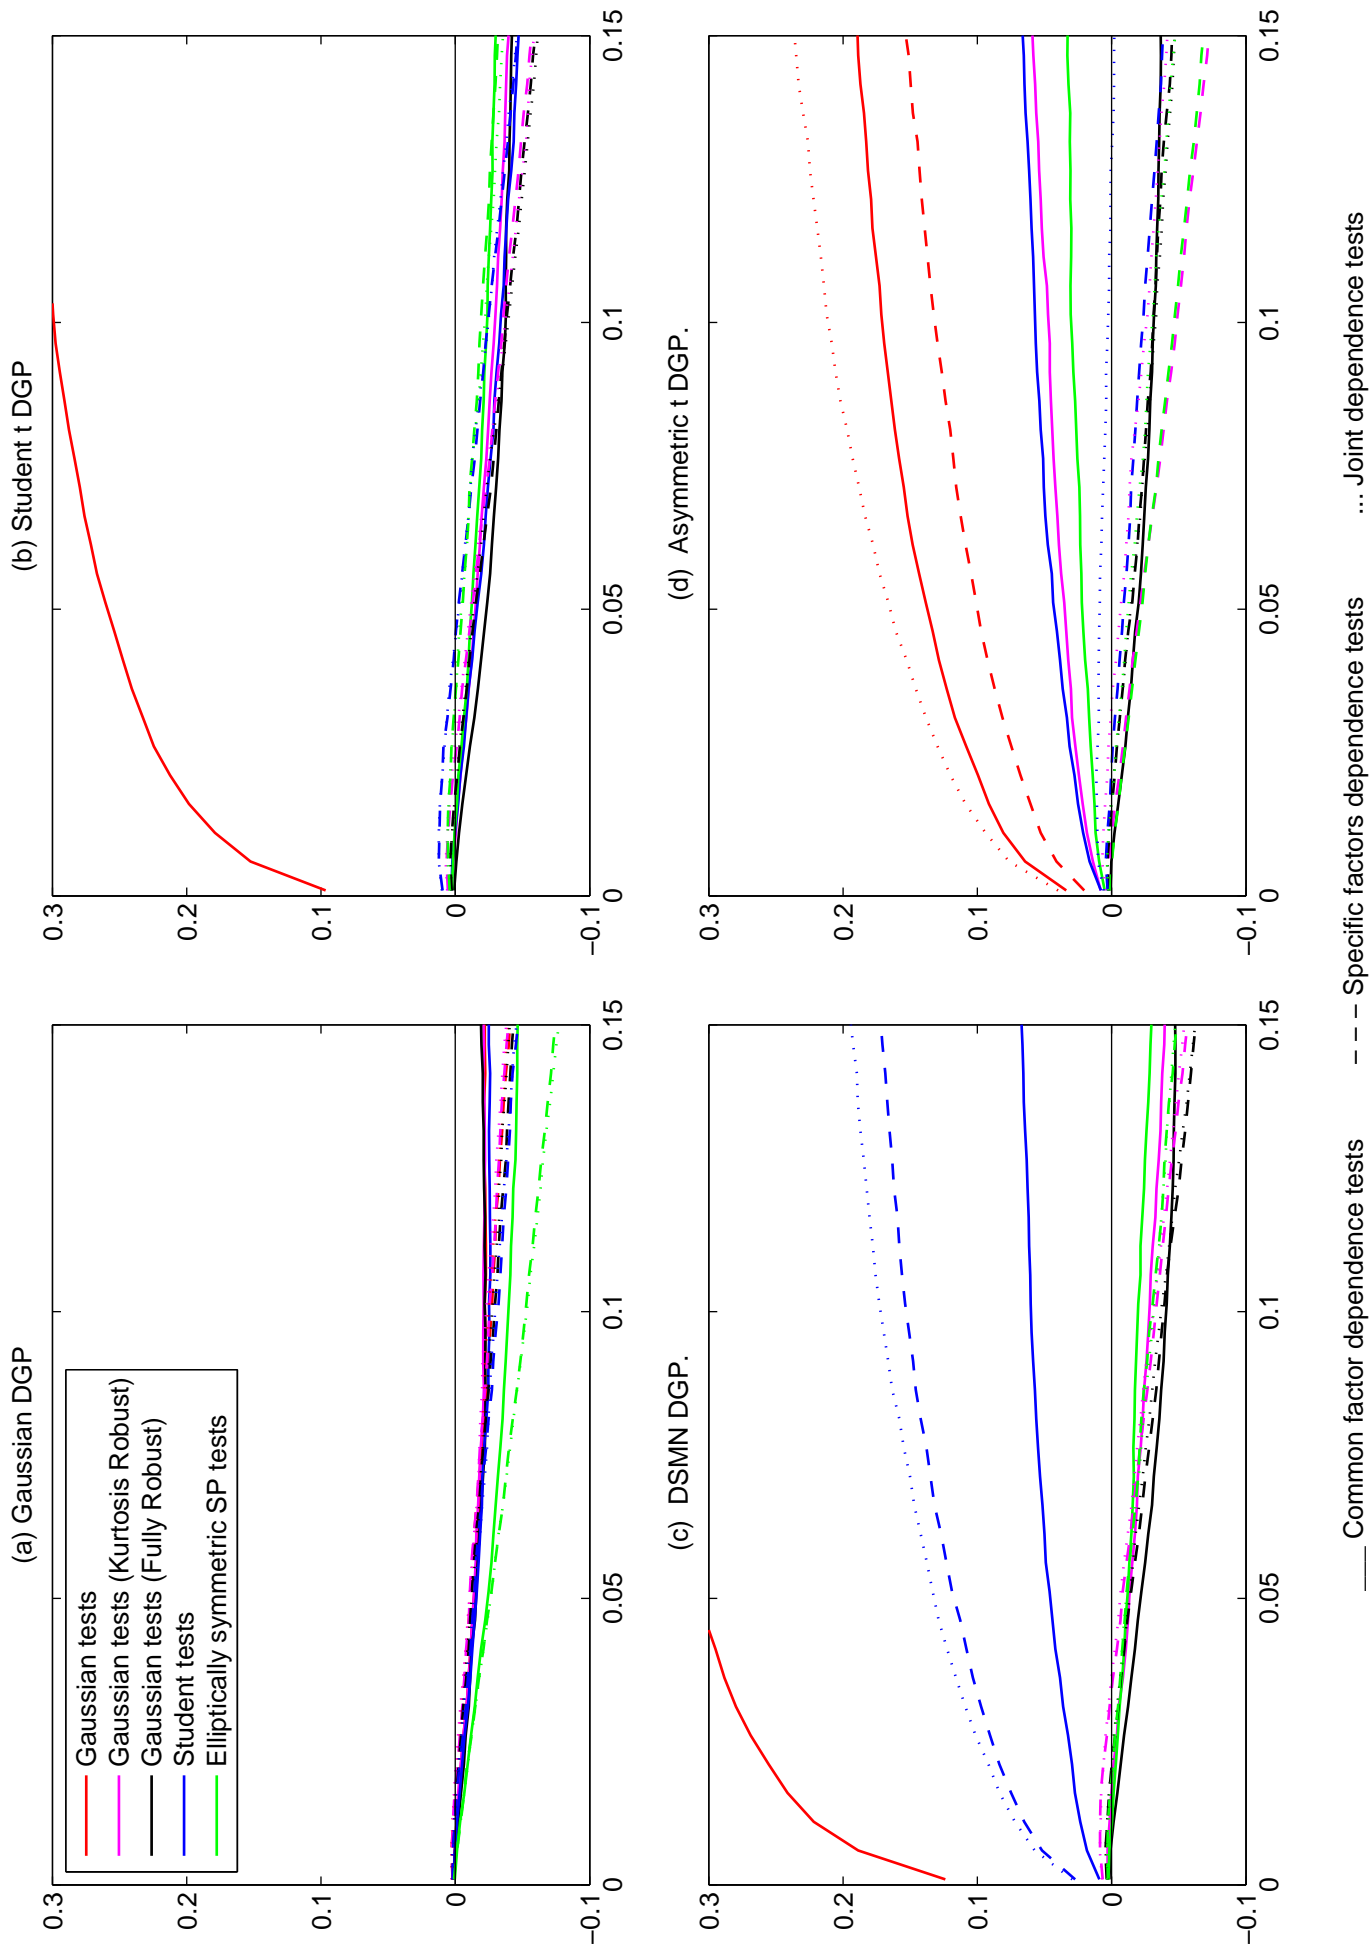 (a) Gaussian DGP
0.3
0.2
0.1
0
−0.1
0.05
0.1
0.15
Gaussian tests
Gaussian tests (Kurtosis Robust)
Gaussian tests (Fully Robust)
Student tests
Elliptically symmetric SP tests
(b) Student t DGP
0.3
0.2
0.1
0
−0.1
0
0.05
0.1
0.15
(c) DSMN DGP.
0.3
0.2
0.1
0
−0.1
0
0.05
0.1
0.15
(d) Asymmetric t DGP.
0.3
0.2
0.1
0
−0.1
0
0.05
0.1
0.15
___ Common factor dependence tests
− − − Specific factors dependence tests
... Joint dependence tests